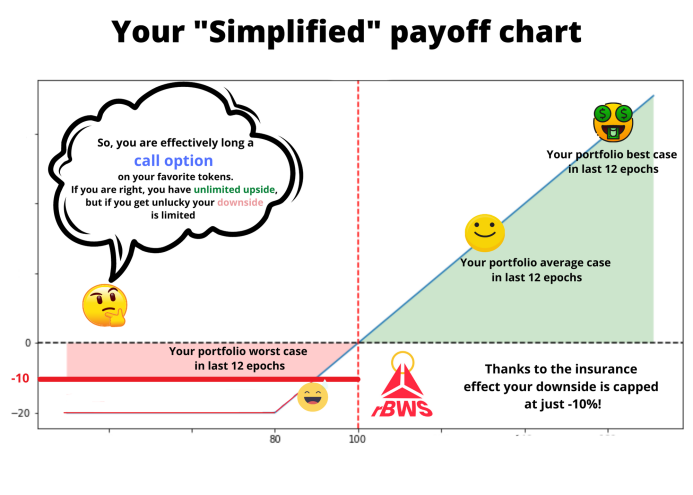 Your "Simplified" payoff chart
So, you are effectively long a
call option
on your favorite tokens.
If you are right, you have unlimited upside,
but if you get unlucky your downside
is limited
Your portfolio best case
in last 12 epochs
Your portfolio average case
in last 12 epochs
0
Your portfolio worst case
in last 12 epochs
-10
Thanks to the insurance
effect your downside is capped
at just -10%!
rBWS
−20
80
100